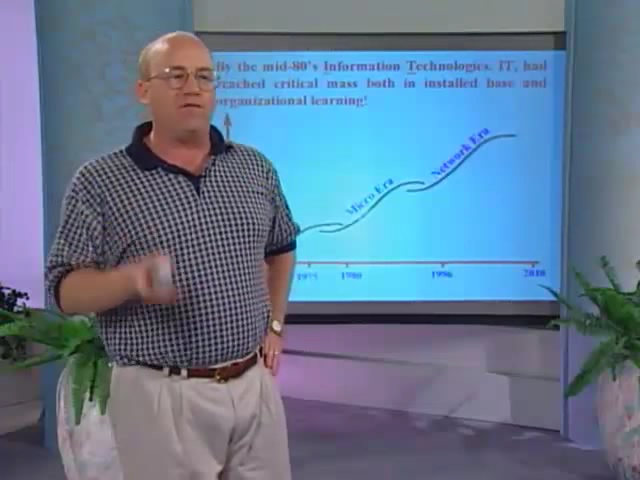 By the mid-80's Information Technologies, IT, had
reached critical mass both in installed base and
organizational learning!
Network Era
Micro Era
1975 1980 1996 2010